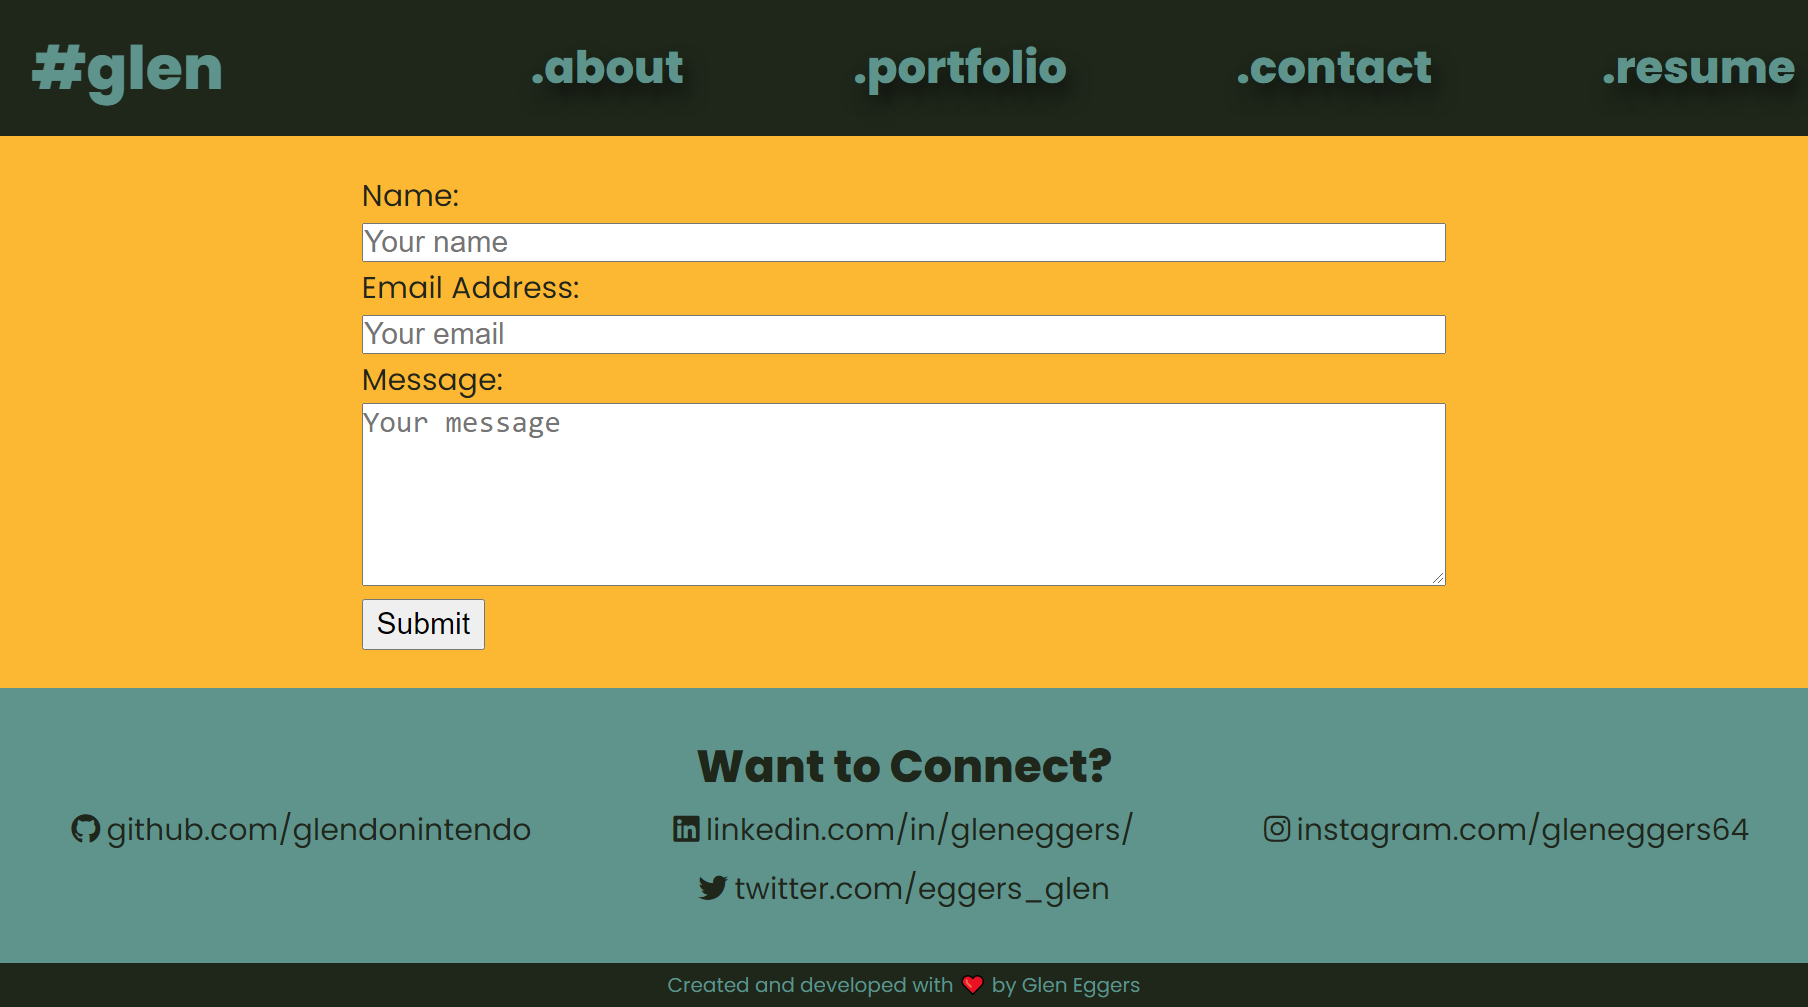 #glen .about .portfolio .contact .resume
Name:
Your name
Email Address:
Your email
Message:
Your message
Submit
Want to Connect?
github.com/glendonintendo linkedin.com/in/gleneggers/ instagram.com/gleneggers64
twitter.com/eggers_glen
Created and developed with ❤️ by Glen Eggers